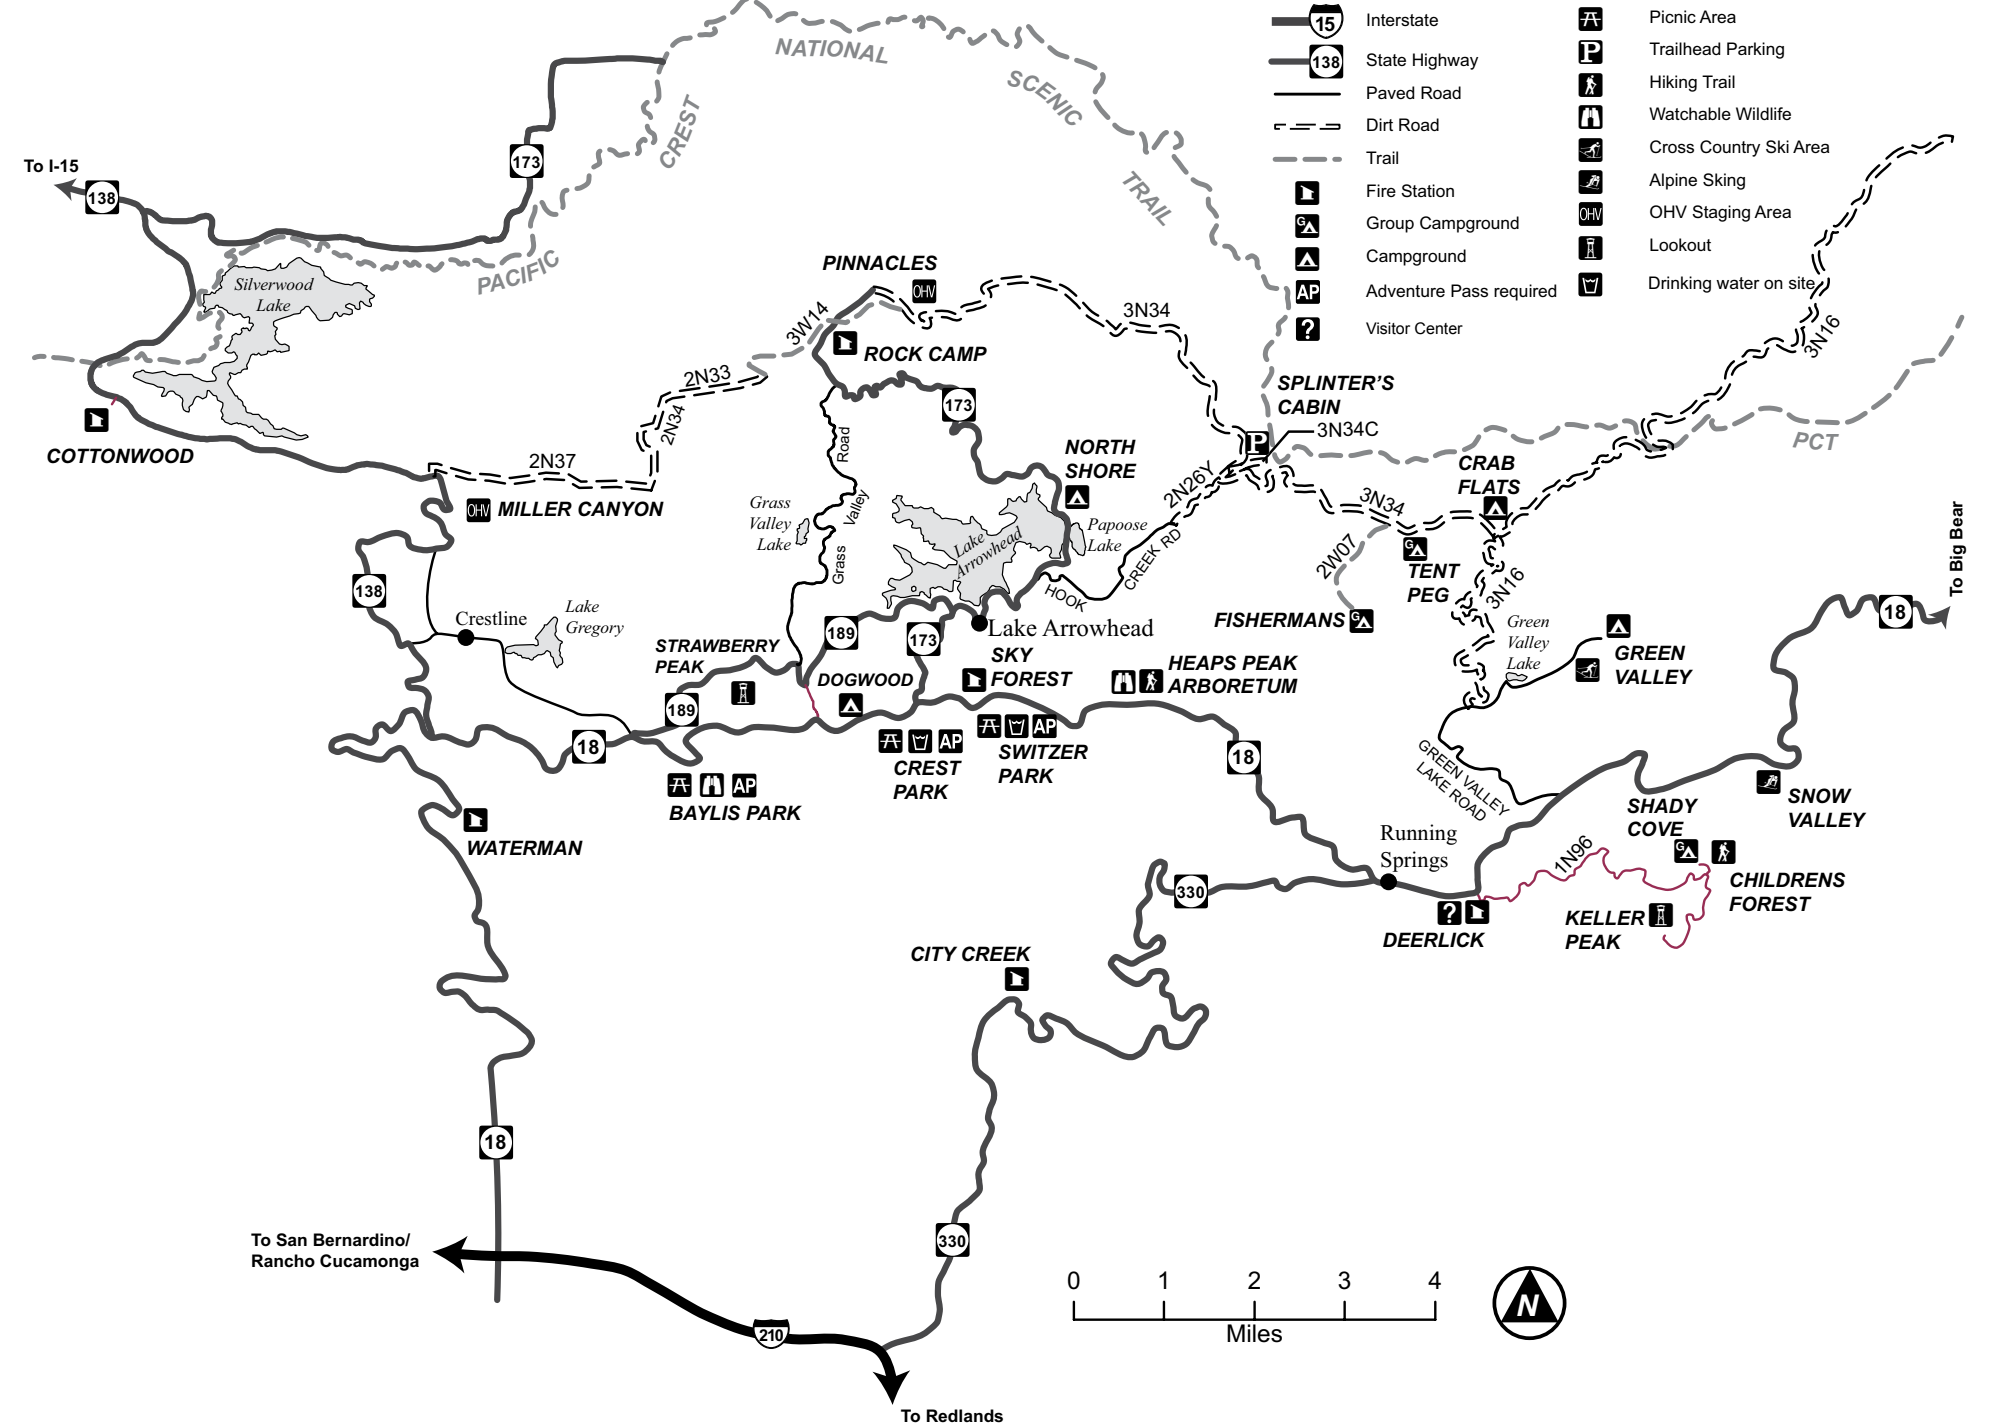 15
Interstate
138
State Highway
Paved Road
Dirt Road
Trail
Fire Station
G
Group Campground
Campground
AP
Adventure Pass required
?
Visitor Center
Picnic Area
P
Trailhead Parking
Hiking Trail
Watchable Wildlife
Cross Country Ski Area
Alpine Sking
OHV
OHV Staging Area
Lookout
Drinking water on site
NATIONAL
SCENIC
CREST
TRAIL
PACIFIC
To I-15
138
173
Silverwood
Lake
COTTONWOOD
PINNACLES
OHV
3W14
3N34
ROCK CAMP
2N33
2N34
2N37
173
OHV
MILLER CANYON
SPLINTER'S
CABIN
3N34C
P
3N16
PCT
NORTH
SHORE
Grass
Valley
Lake
Road
Valley
Grass
Lake
Arrowhead
Papoose
Lake
2N26Y
HOOK
CREEK RD
3N34
2W07
CRAB
FLATS
G
TENT
PEG
FISHERMANS
G
3N16
Green
Valley
Lake
GREEN
VALLEY
To Big Bear
18
138
Crestline
Lake
Gregory
STRAWBERRY
PEAK
189
189
173
DOGWOOD
Lake Arrowhead
SKY
FOREST
HEAPS PEAK
ARBORETUM
18
AP
BAYLIS PARK
AP
CREST
PARK
AP
SWITZER
PARK
18
GREEN VALLEY
LAKE ROAD
SHADY
COVE
G
SNOW
VALLEY
WATERMAN
Running
Springs
330
1N96
?
DEERLICK
KELLER
PEAK
CHILDRENS
FOREST
CITY CREEK
18
330
To San Bernardino/
Rancho Cucamonga
210
To Redlands
0 1 2 3 4
Miles
N